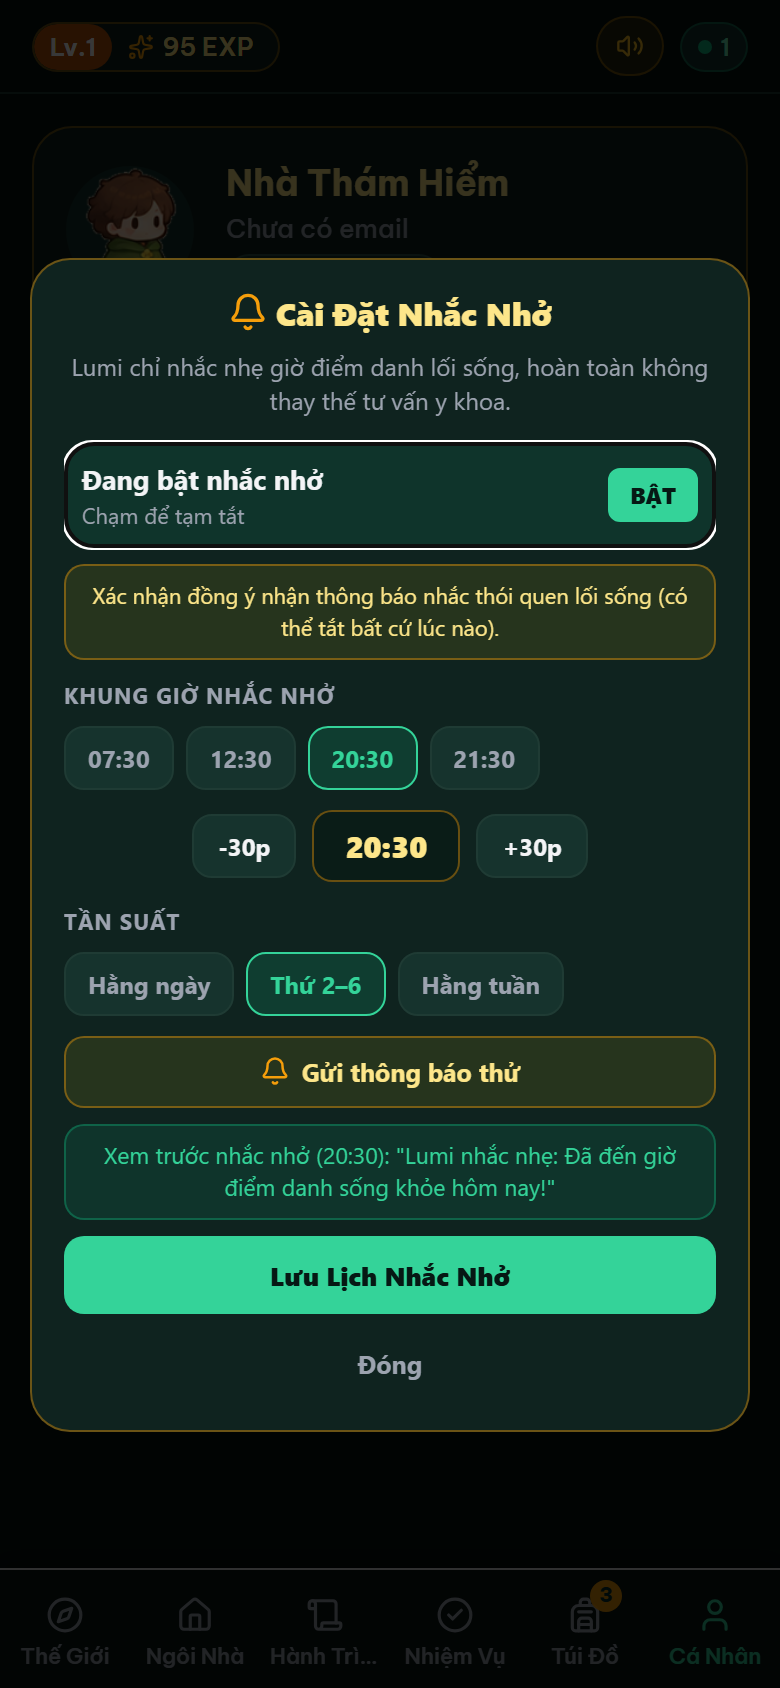 Lv.1
95 EXP
1
Nhà Thám Hiểm
Chưa có email
Cài Đặt Nhắc Nhở
Lumi chỉ nhắc nhẹ giờ điểm danh lối sống, hoàn toàn không
thay thế tư vấn y khoa.
Đang bật nhắc nhở
BẬT
Chạm để tạm tắt
Xác nhận đồng ý nhận thông báo nhắc thói quen lối sống (có
thể tắt bất cứ lúc nào).
KHUNG GIỜ NHẮC NHỞ
07:30 12:30 20:30 21:30
-30p 20:30 +30p
TẦN SUẤT
Hằng ngày Thứ 2–6 Hằng tuần
Gửi thông báo thử
Xem trước nhắc nhở (20:30): "Lumi nhắc nhẹ: Đã đến giờ
điểm danh sống khỏe hôm nay!"
Lưu Lịch Nhắc Nhở
Đóng
3
Thế Giới Ngôi Nhà Hành Trì... Nhiệm Vụ Túi Đồ Cá Nhân